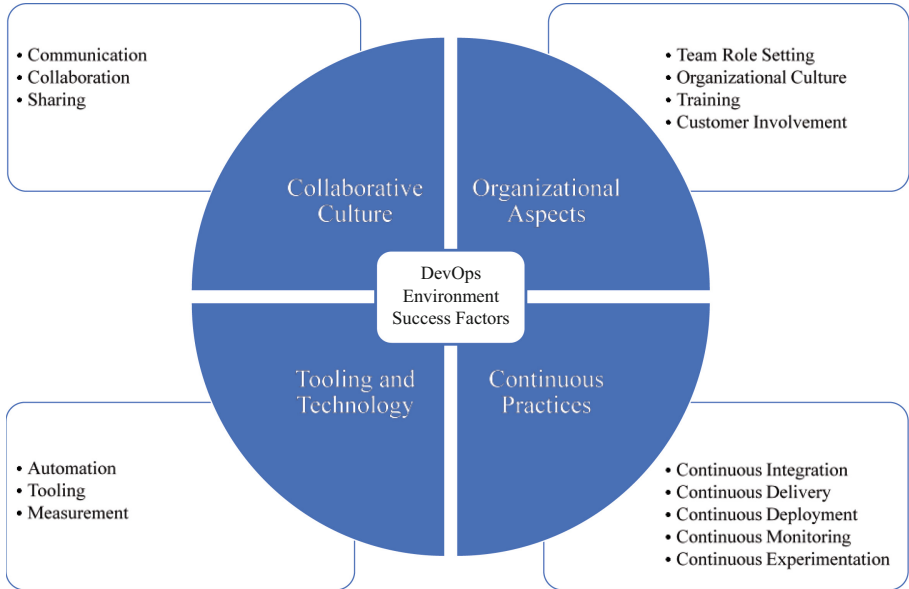 • Communication
• Collaboration
• Sharing
• Team Role Setting
• Organizational Culture
• Training
• Customer Involvement
Collaborative
Culture
Organizational
Aspects
DevOps
Environment
Success Factors
Tooling and
Technology
Continuous
Practices
• Automation
• Tooling
• Measurement
• Continuous Integration
• Continuous Delivery
• Continuous Deployment
• Continuous Monitoring
• Continuous Experimentation